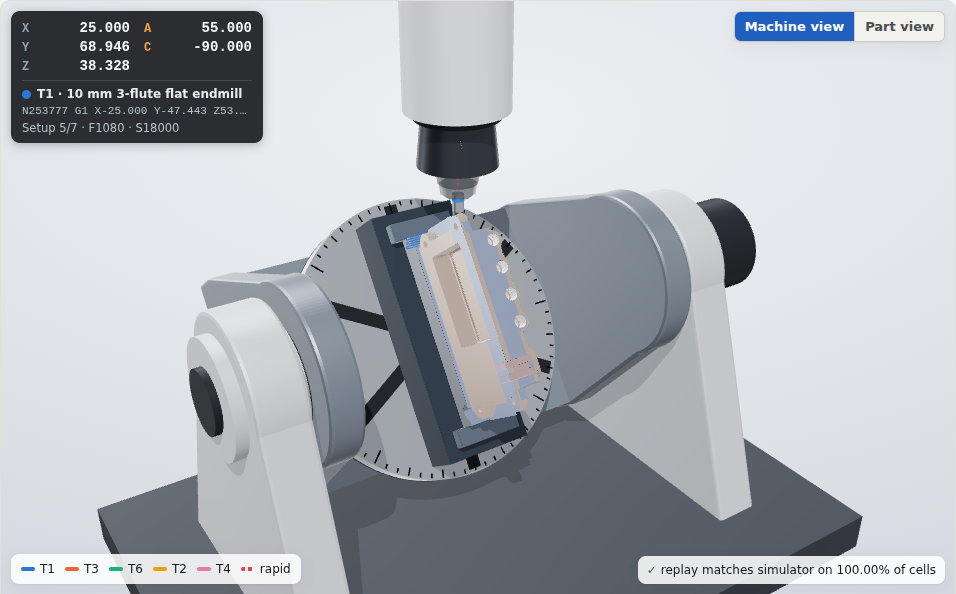 X 25.000 A 55.000
Y 68.946 C -90.000
Z 38.328
T1 · 10 mm 3-flute flat endmill
N253777 G1 X-25.000 Y-47.443 Z53.…
Setup 5/7 · F1080 · S18000
Machine view Part view
T1 T3 T6 T2 T4 rapid
✓ replay matches simulator on 100.00% of cells